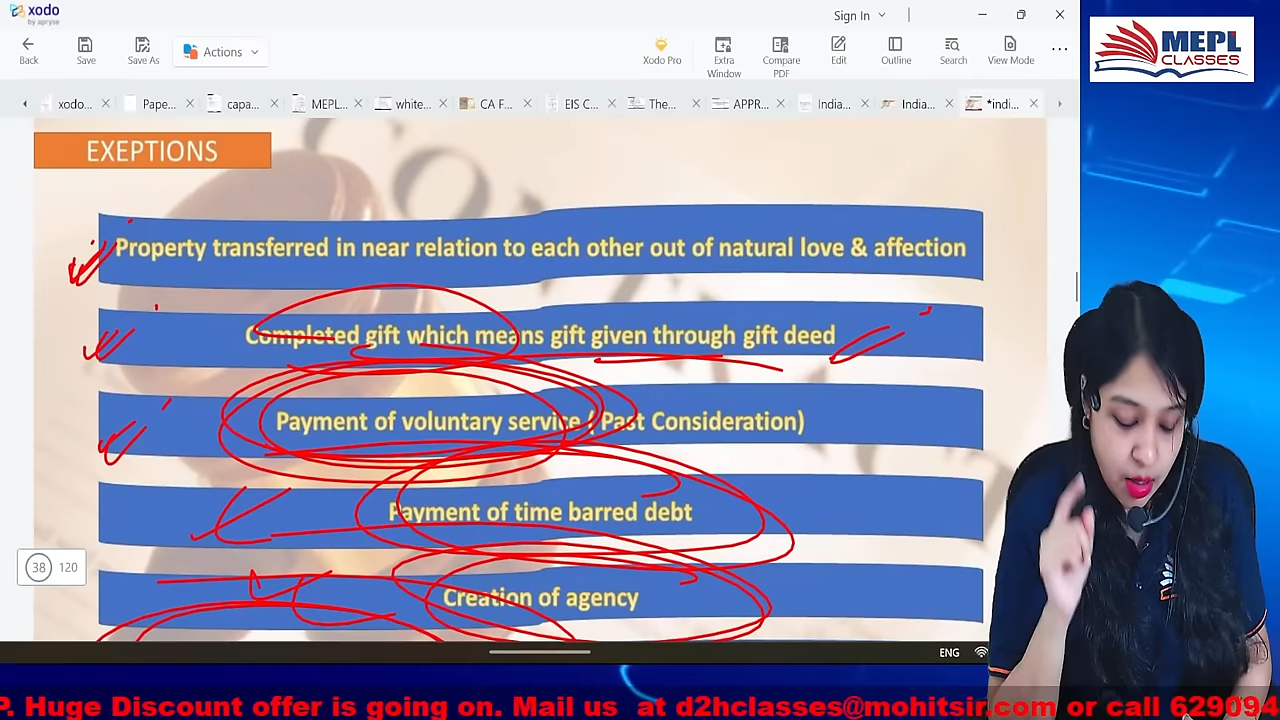 xodo
by apryse
Sign In
Back
Save
Save As
Actions
Xodo Pro
Extra Window
Compare PDF
Edit
Outline
Search
View Mode
xodo...
Pape...
capa...
MEPL...
white...
CA F...
EIS C...
The...
APPR...
India...
India...
*indi...
MEPL
CLASSES
EXEPTIONS
Property transferred in near relation to each other out of natural love & affection
Completed gift which means gift given through gift deed
Payment of voluntary service ( Past Consideration)
Payment of time barred debt
Creation of agency
38 120
ENG
P. Huge Discount offer is going on. Mail us at d2hclasses@mohitsir.com or call 629094